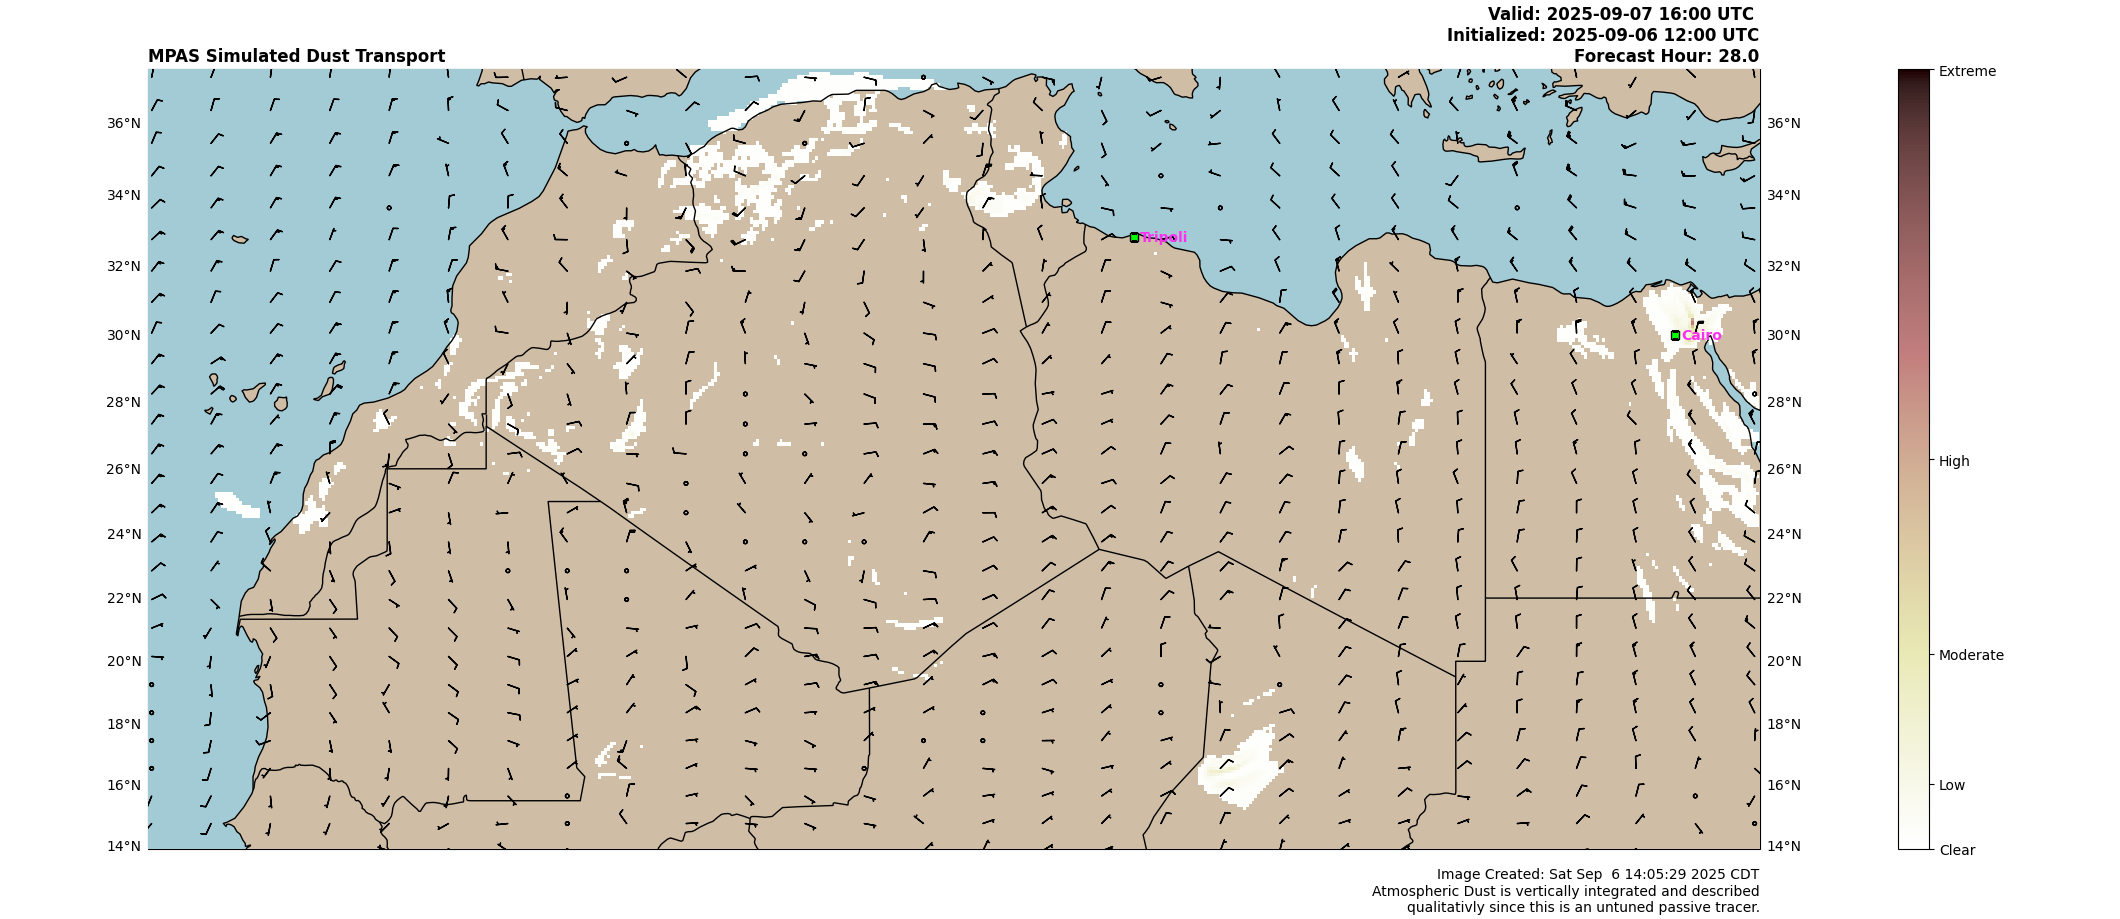 Valid: 2025-09-07 16:00 UTC
Initialized: 2025-09-06 12:00 UTC
MPAS Simulated Dust Transport
Forecast Hour: 28.0
Extreme
36°N
36°N
34°N
34°N
Tripoli
32°N
32°N
30°N
Cairo
30°N
28°N
28°N
26°N
26°N
High
24°N
24°N
22°N
22°N
20°N
20°N
Moderate
18°N
18°N
16°N
16°N
Low
14°N
14°N
Clear
Image Created: Sat Sep  6 14:05:29 2025 CDT
Atmospheric Dust is vertically integrated and described
qualitativly since this is an untuned passive tracer.